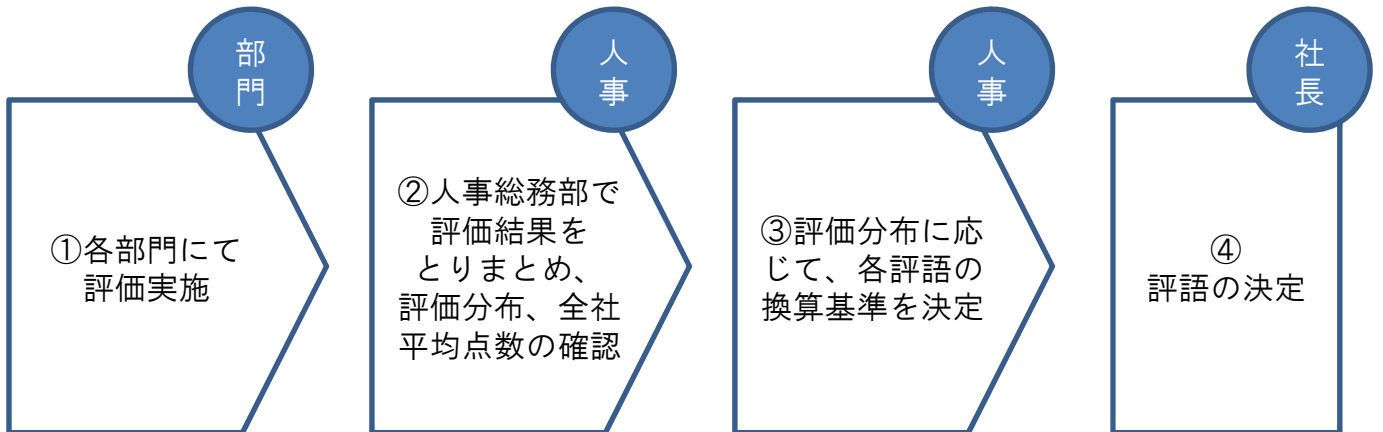 部
門
①各部門にて
評価実施
人
事
②人事総務部で
評価結果を
とりまとめ、
評価分布、全社
平均点数の確認
人
事
③評価分布に応
じて、各評語の
換算基準を決定
社
長
④
評語の決定